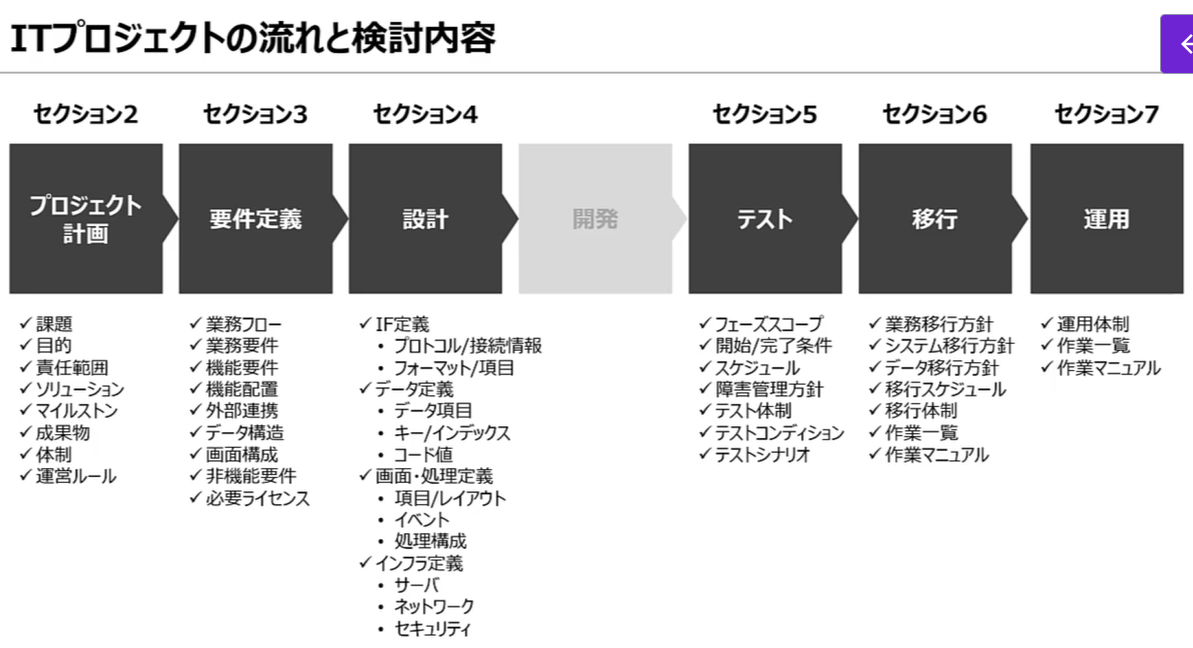 ITプロジェクトの流れと検討内容
セクション2
プロジェクト
計画
✓課題
✓目的
✓責任範囲
✓ソリューション
✓マイルストン
✓成果物
✓体制
✓運営ルール
セクション3
要件定義
✓業務フロー
✓業務要件
✓機能要件
✓機能配置
✓外部連携
✓データ構造
✓画面構成
✓非機能要件
✓必要ライセンス
セクション4
設計
✓IF定義
• プロトコル/接続情報
• フォーマット/項目
✓データ定義
• データ項目
• キー/インデックス
• コード値
✓画面・処理定義
• 項目/レイアウト
• イベント
• 処理構成
✓インフラ定義
• サーバ
• ネットワーク
• セキュリティ
開発
セクション5
テスト
✓フェーズスコープ
✓開始/完了条件
✓スケジュール
✓障害管理方針
✓テスト体制
✓テストコンディション
✓テストシナリオ
セクション6
移行
✓業務移行方針
✓システム移行方針
✓データ移行方針
✓移行スケジュール
✓移行体制
✓作業一覧
✓作業マニュアル
セクション7
運用
✓運用体制
✓作業一覧
✓作業マニュアル